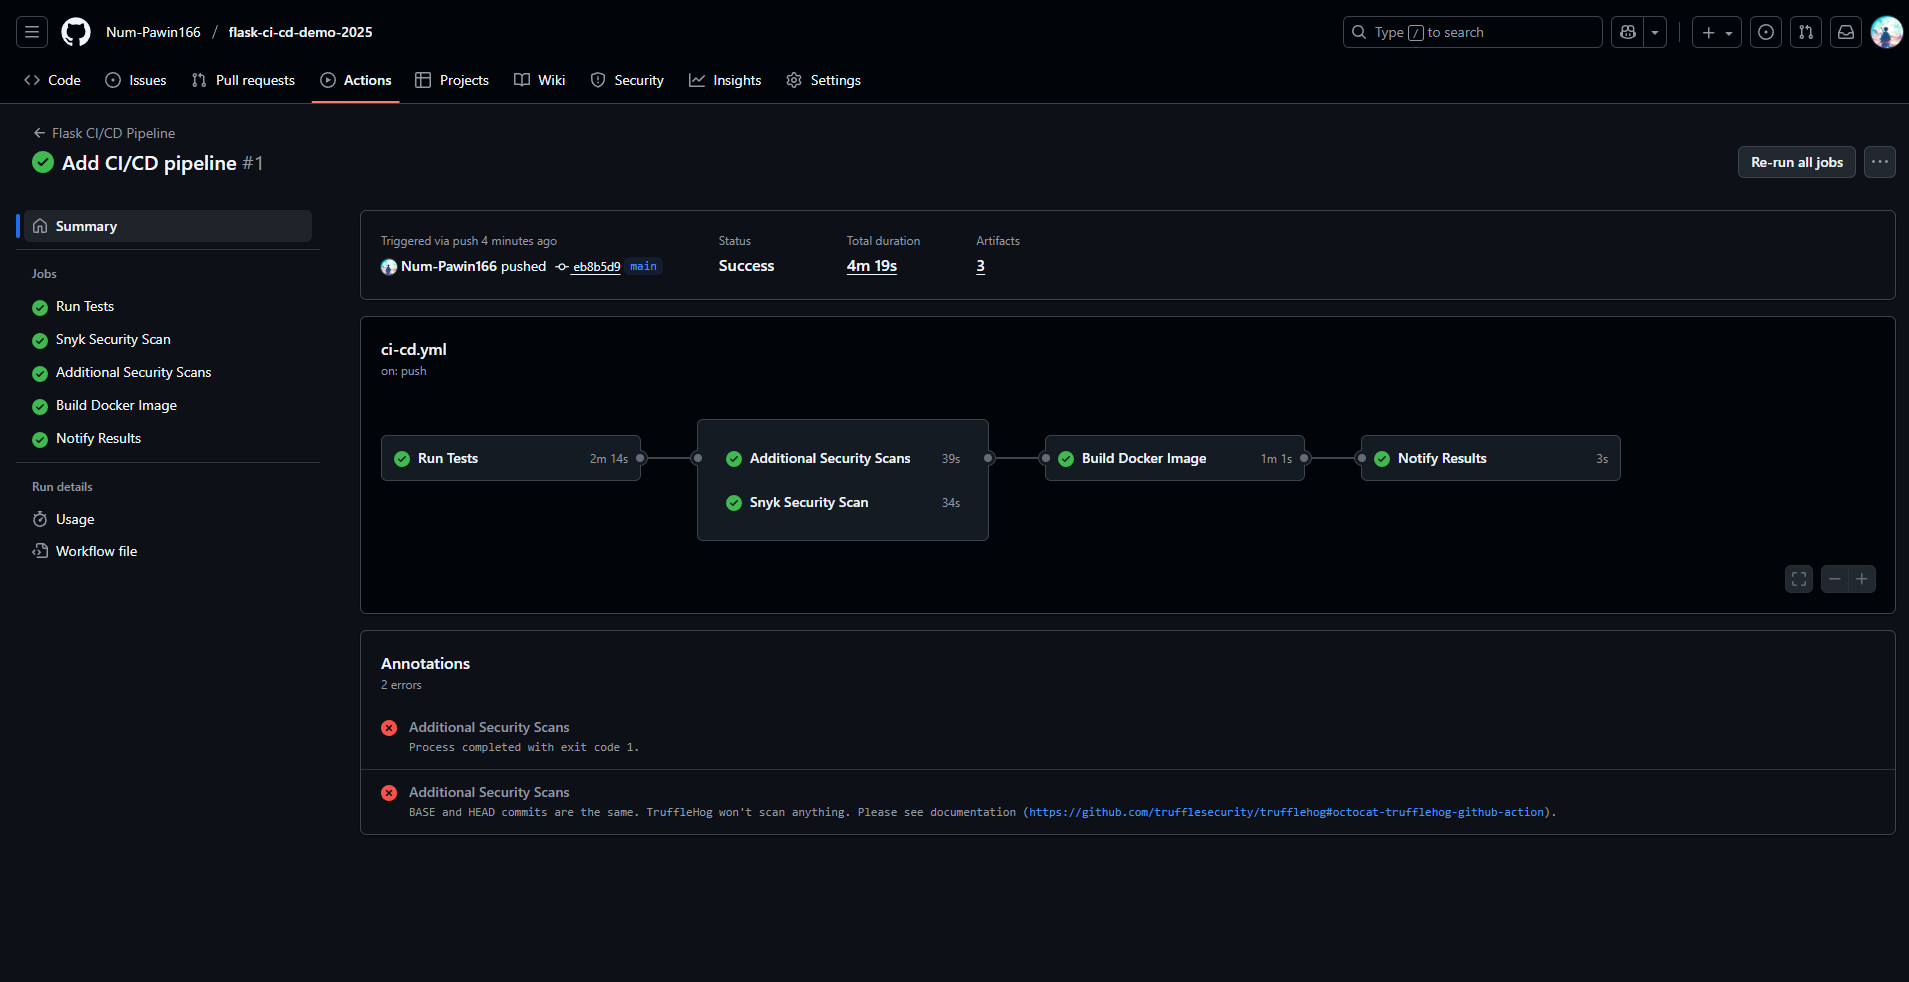 Num-Pawin166 / flask-ci-cd-demo-2025
Type / to search
Code
Issues
Pull requests
Actions
Projects
Wiki
Security
Insights
Settings
Flask CI/CD Pipeline
Add CI/CD pipeline #1
Re-run all jobs
Summary
Jobs
Run Tests
Snyk Security Scan
Additional Security Scans
Build Docker Image
Notify Results
Run details
Usage
Workflow file
Triggered via push 4 minutes ago
Num-Pawin166 pushed eb8b5d9 main
Status
Success
Total duration
4m 19s
Artifacts
3
ci-cd.yml
on: push
Run Tests 2m 14s
Additional Security Scans 39s
Snyk Security Scan 34s
Build Docker Image 1m 1s
Notify Results 3s
Annotations
2 errors
Additional Security Scans
Process completed with exit code 1.
Additional Security Scans
BASE and HEAD commits are the same. TruffleHog won't scan anything. Please see documentation (https://github.com/trufflesecurity/trufflehog#octocat-trufflehog-github-action).